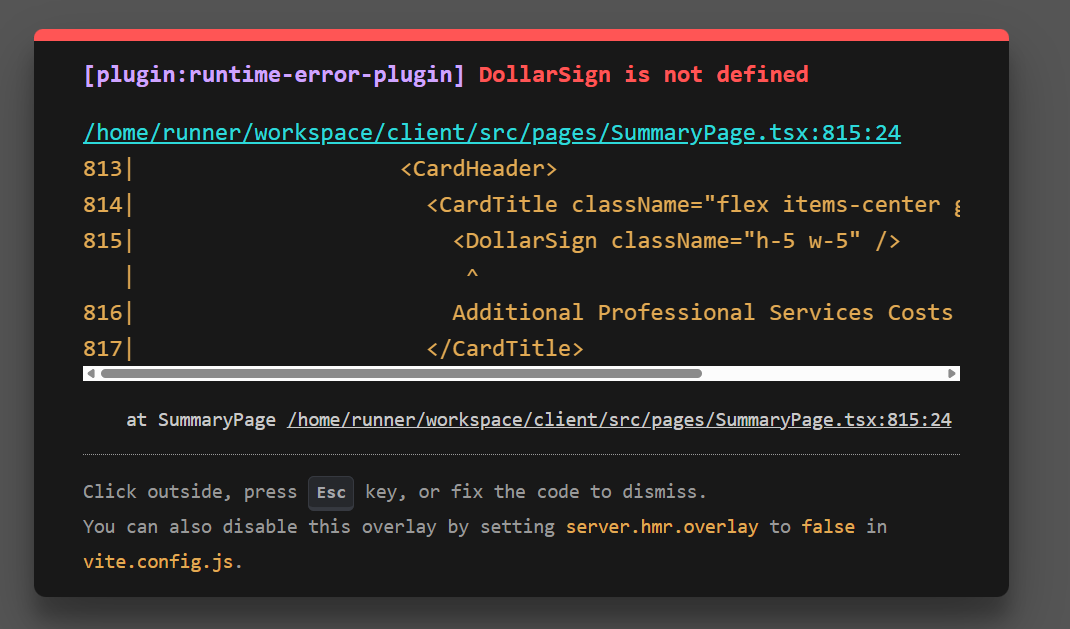 [plugin:runtime-error-plugin] DollarSign is not defined
/home/runner/workspace/client/src/pages/SummaryPage.tsx:815:24
813|                    <CardHeader>
814|                      <CardTitle className="flex items-center
815|                        <DollarSign className="h-5 w-5" />
   |                         ^
816|                        Additional Professional Services Costs
817|                      </CardTitle>
at SummaryPage /home/runner/workspace/client/src/pages/SummaryPage.tsx:815:24
Click outside, press Esc key, or fix the code to dismiss.
You can also disable this overlay by setting server.hmr.overlay to false in
vite.config.js.